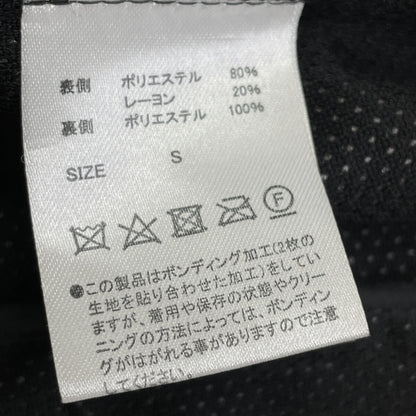 表側 ポリエステル 80%
レーヨン 20%
裏側 ポリエステル 100%
SIZE S
F
●この製品はボンディング加工(2枚の
生地を貼り合わせた加工)をしてい
ますが、着用や保存の状態やクリー
ニングの方法によっては、ボンディン
グがはがれる事がありますので注意
してください。